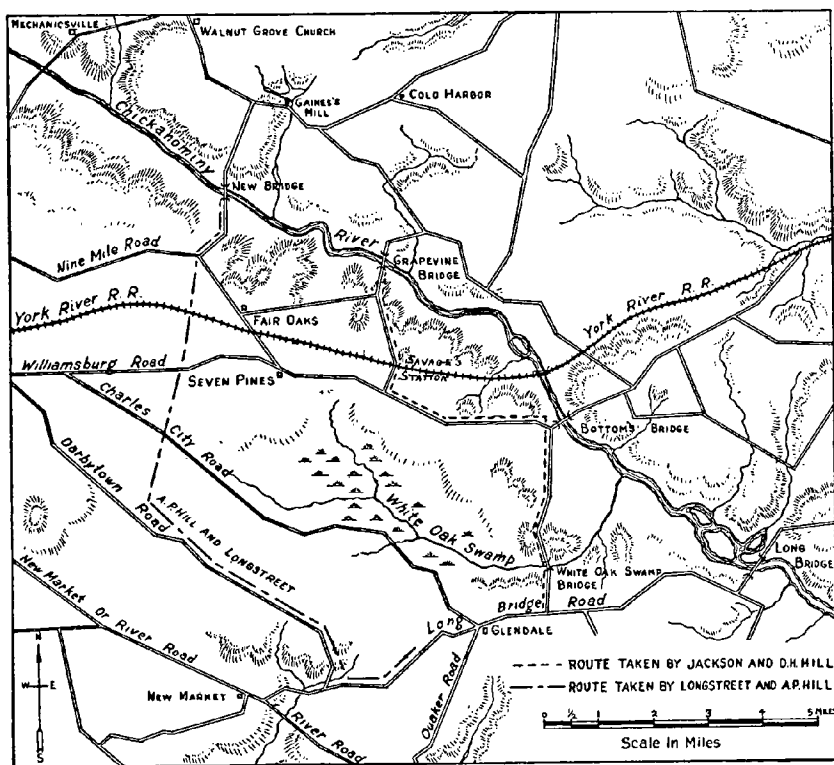 MECHANICSVILLE
WALNUT GROVE CHURCH
GAINES'S
MILL
COLD HARBOR
Chickahominy
River
NEW BRIDGE
Nine Mile Road
GRAPEVINE
BRIDGE
York River R.R.
York River R.R.
FAIR OAKS
SAVAGE'S
STATION
Williamsburg Road
SEVEN PINES
Charles City Road
BOTTOMS' BRIDGE
Darbytown Road
A.P. HILL AND LONGSTREET
White Oak Swamp
LONG
BRIDGE
WHITE OAK SWAMP
BRIDGE
New Market or River Road
Long Bridge Road
GLENDALE
Quaker Road
NEW MARKET
River Road
N
W E
S
ROUTE TAKEN BY JACKSON AND D.H. HILL
ROUTE TAKEN BY LONGSTREET AND A.P. HILL
0 ½ 1 2 3 4 5 MILES
Scale in Miles